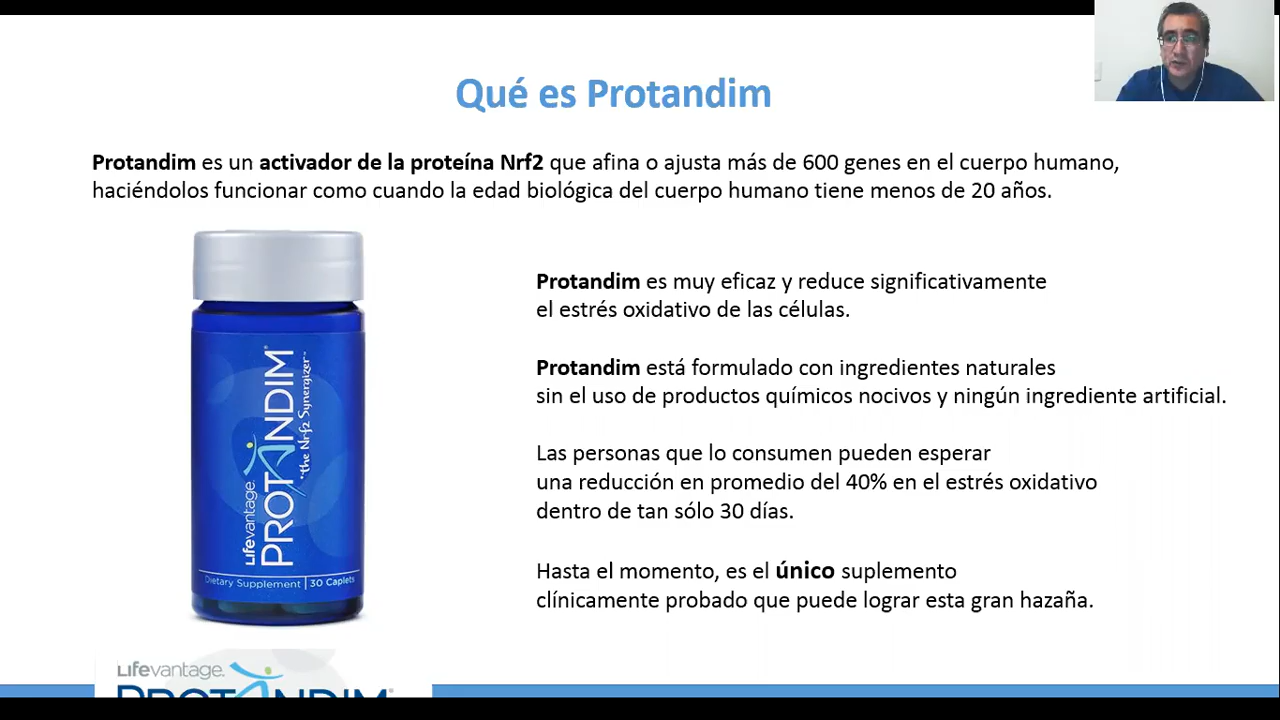 Qué es Protandim
Protandim es un activador de la proteína Nrf2 que afina o ajusta más de 600 genes en el cuerpo humano,
haciéndolos funcionar como cuando la edad biológica del cuerpo humano tiene menos de 20 años.
Protandim es muy eficaz y reduce significativamente
el estrés oxidativo de las células.
Protandim está formulado con ingredientes naturales
sin el uso de productos químicos nocivos y ningún ingrediente artificial.
Las personas que lo consumen pueden esperar
una reducción en promedio del 40% en el estrés oxidativo
dentro de tan sólo 30 días.
Hasta el momento, es el único suplemento
clínicamente probado que puede lograr esta gran hazaña.
Lifevantage.
PROTANDIM®
"the Nrf2 Synergizer™
Dietary Supplement | 30 Caplets
Lifevantage.
PROTANDIM®